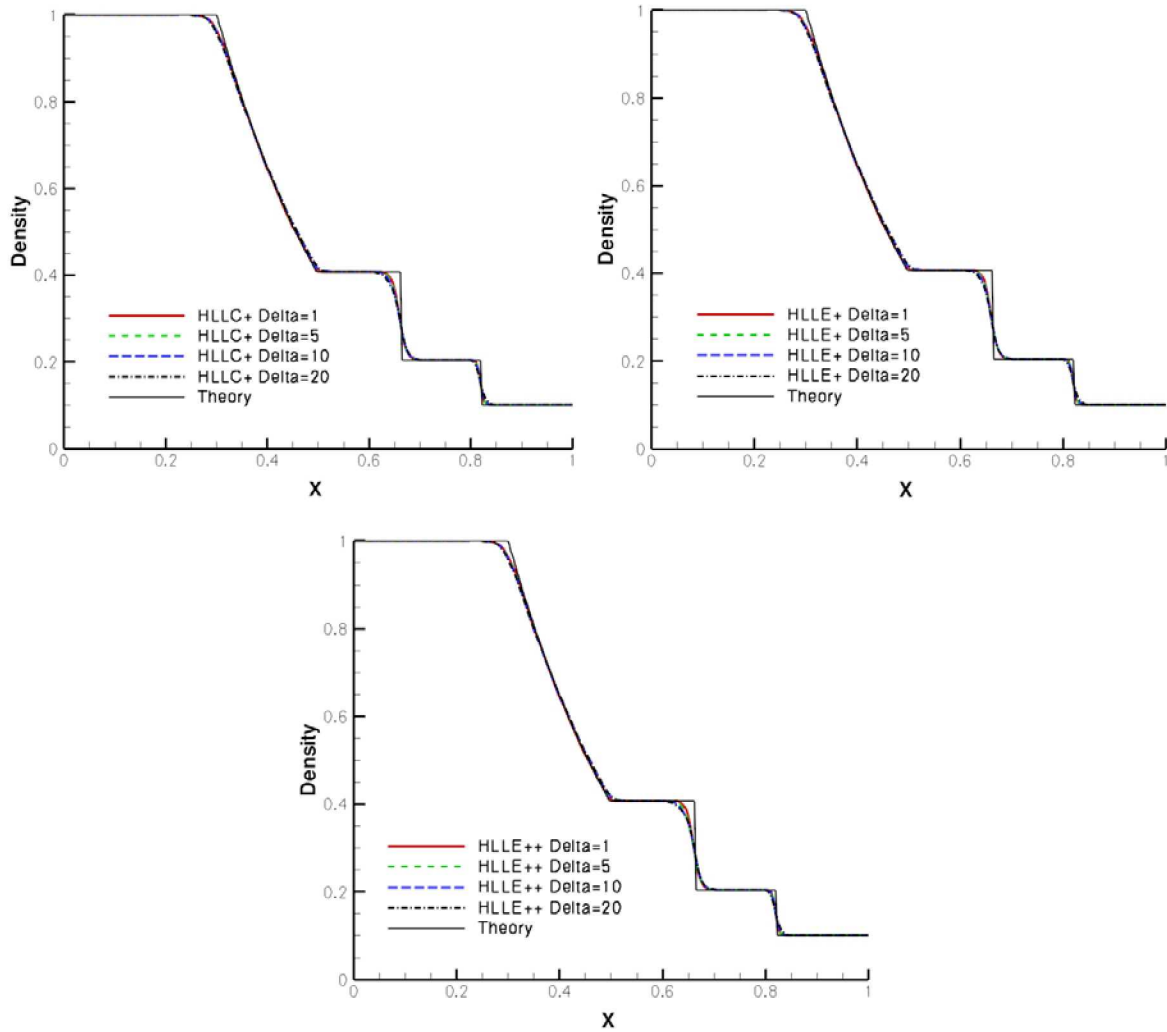 1
0.8
0.6
0.4
0.2
0
Density
HLLC+ Delta=1
HLLC+ Delta=5
HLLC+ Delta=10
HLLC+ Delta=20
Theory
0 0.2 0.4 0.6 0.8 1
X
1
0.8
0.6
0.4
0.2
0
Density
HLLE+ Delta=1
HLLE+ Delta=5
HLLE+ Delta=10
HLLE+ Delta=20
Theory
0 0.2 0.4 0.6 0.8 1
X
1
0.8
0.6
0.4
0.2
0
Density
HLLE++ Delta=1
HLLE++ Delta=5
HLLE++ Delta=10
HLLE++ Delta=20
Theory
0 0.2 0.4 0.6 0.8 1
X